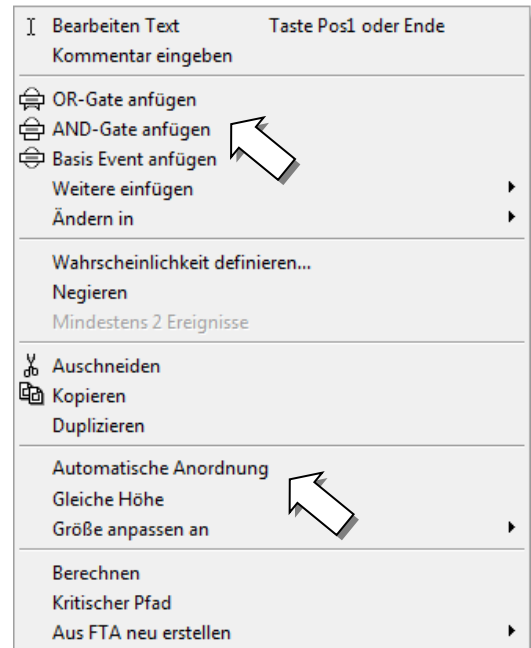 Bearbeiten Text Taste Pos1 oder Ende
Kommentar eingeben
OR-Gate anfügen
AND-Gate anfügen
Basis Event anfügen
Weitere einfügen
Ändern in
Wahrscheinlichkeit definieren...
Negieren
Mindestens 2 Ereignisse
Auschneiden
Kopieren
Duplizieren
Automatische Anordnung
Gleiche Höhe
Größe anpassen an
Berechnen
Kritischer Pfad
Aus FTA neu erstellen